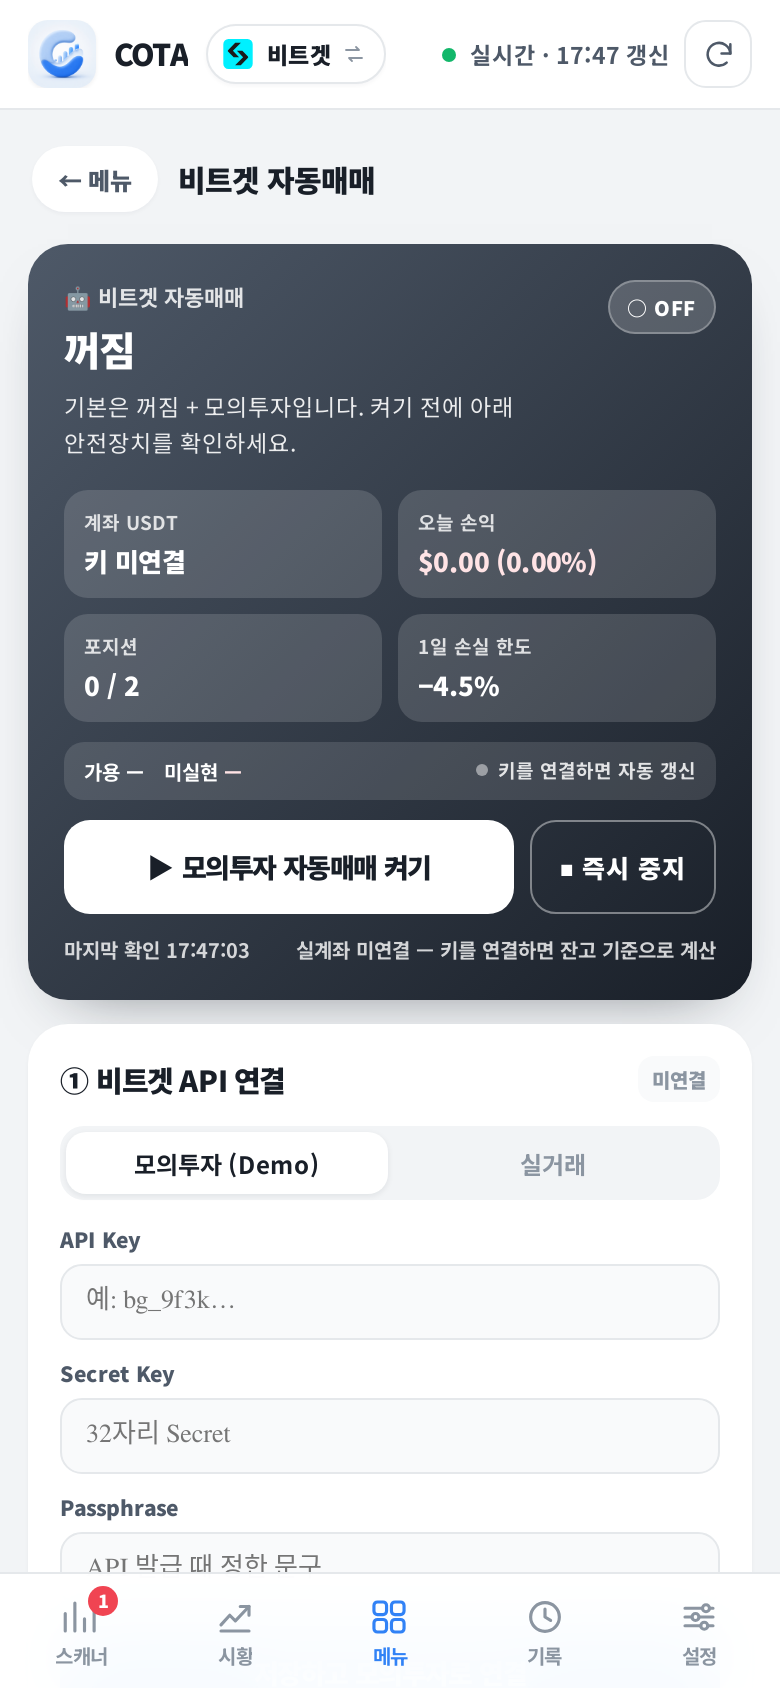 COTA
비트겟
실시간 · 17:47 갱신
← 메뉴
비트겟 자동매매
🤖 비트겟 자동매매
○ OFF
꺼짐
기본은 꺼짐 + 모의투자입니다. 켜기 전에 아래
안전장치를 확인하세요.
계좌 USDT
키 미연결
오늘 손익
$0.00 (0.00%)
포지션
0 / 2
1일 손실 한도
−4.5%
가용 — 미실현 —
키를 연결하면 자동 갱신
▶ 모의투자 자동매매 켜기
■ 즉시 중지
마지막 확인 17:47:03
실계좌 미연결 — 키를 연결하면 잔고 기준으로 계산
① 비트겟 API 연결
미연결
모의투자 (Demo)
실거래
API Key
예: bg_9f3k…
Secret Key
32자리 Secret
Passphrase
API 발급 때 정한 문구
1
스캐너
시황
메뉴
기록
설정